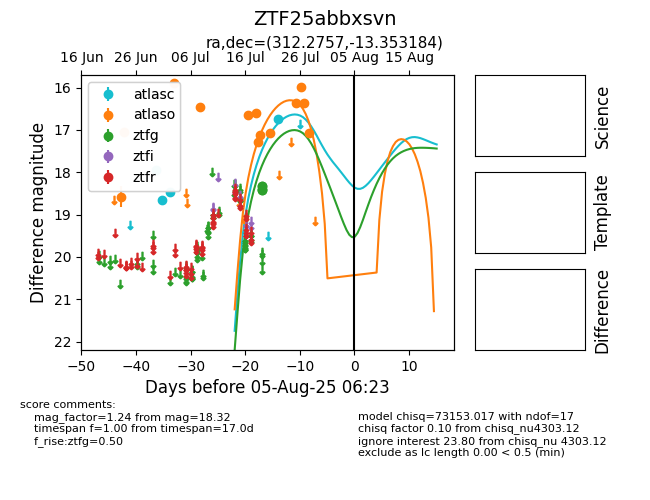 ZTF25abbxsvn
ra,dec=(312.2757,-13.353184)
16 Jun 26 Jun 06 Jul 16 Jul 26 Jul 05 Aug 15 Aug
atlasc
atlaso
ztfg
ztfi
ztfr
16
17
18
19
20
21
22
Difference magnitude
−50 −40 −30 −20 −10 0 10
Days before 05-Aug-25 06:23
Science
Template
Difference
score comments:
mag_factor=1.24 from mag=18.32
timespan f=1.00 from timespan=17.0d
f_rise:ztfg=0.50
model chisq=73153.017 with ndof=17
chisq factor 0.10 from chisq_nu4303.12
ignore interest 23.80 from chisq_nu 4303.12
exclude as lc length 0.00 < 0.5 (min)